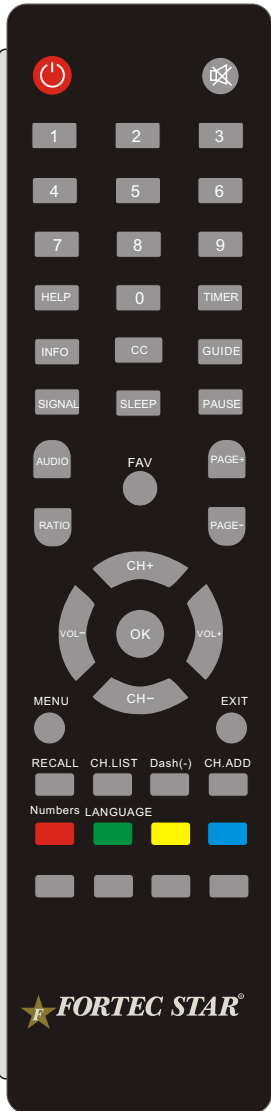 1 2 3
4 5 6
7 8 9
HELP 0 TIMER
INFO CC GUIDE
SIGNAL SLEEP PAUSE
AUDIO FAV PAGE+
RATIO PAGE-
CH+
VOL- OK VOL+
CH-
MENU EXIT
RECALL CH.LIST Dash(-) CH.ADD
Numbers LANGUAGE
F FORTEC STAR®